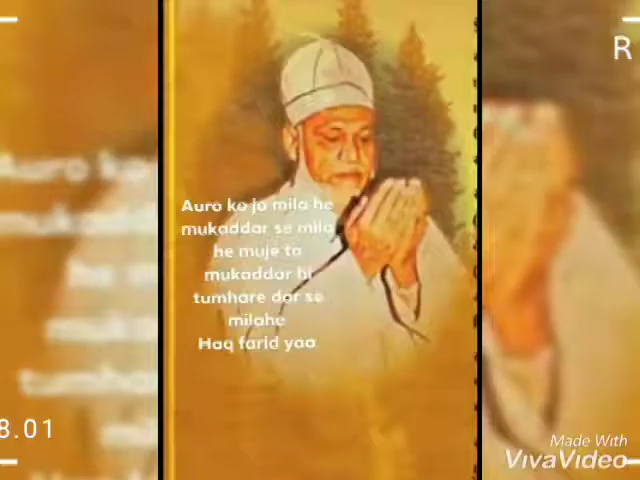 R
Auro ko jo mila he
mukaddar se mila
he muje to
mukaddar hi
tumhare dar se
milahe
Haq farid yaa
8.01
Made With
VivaVideo